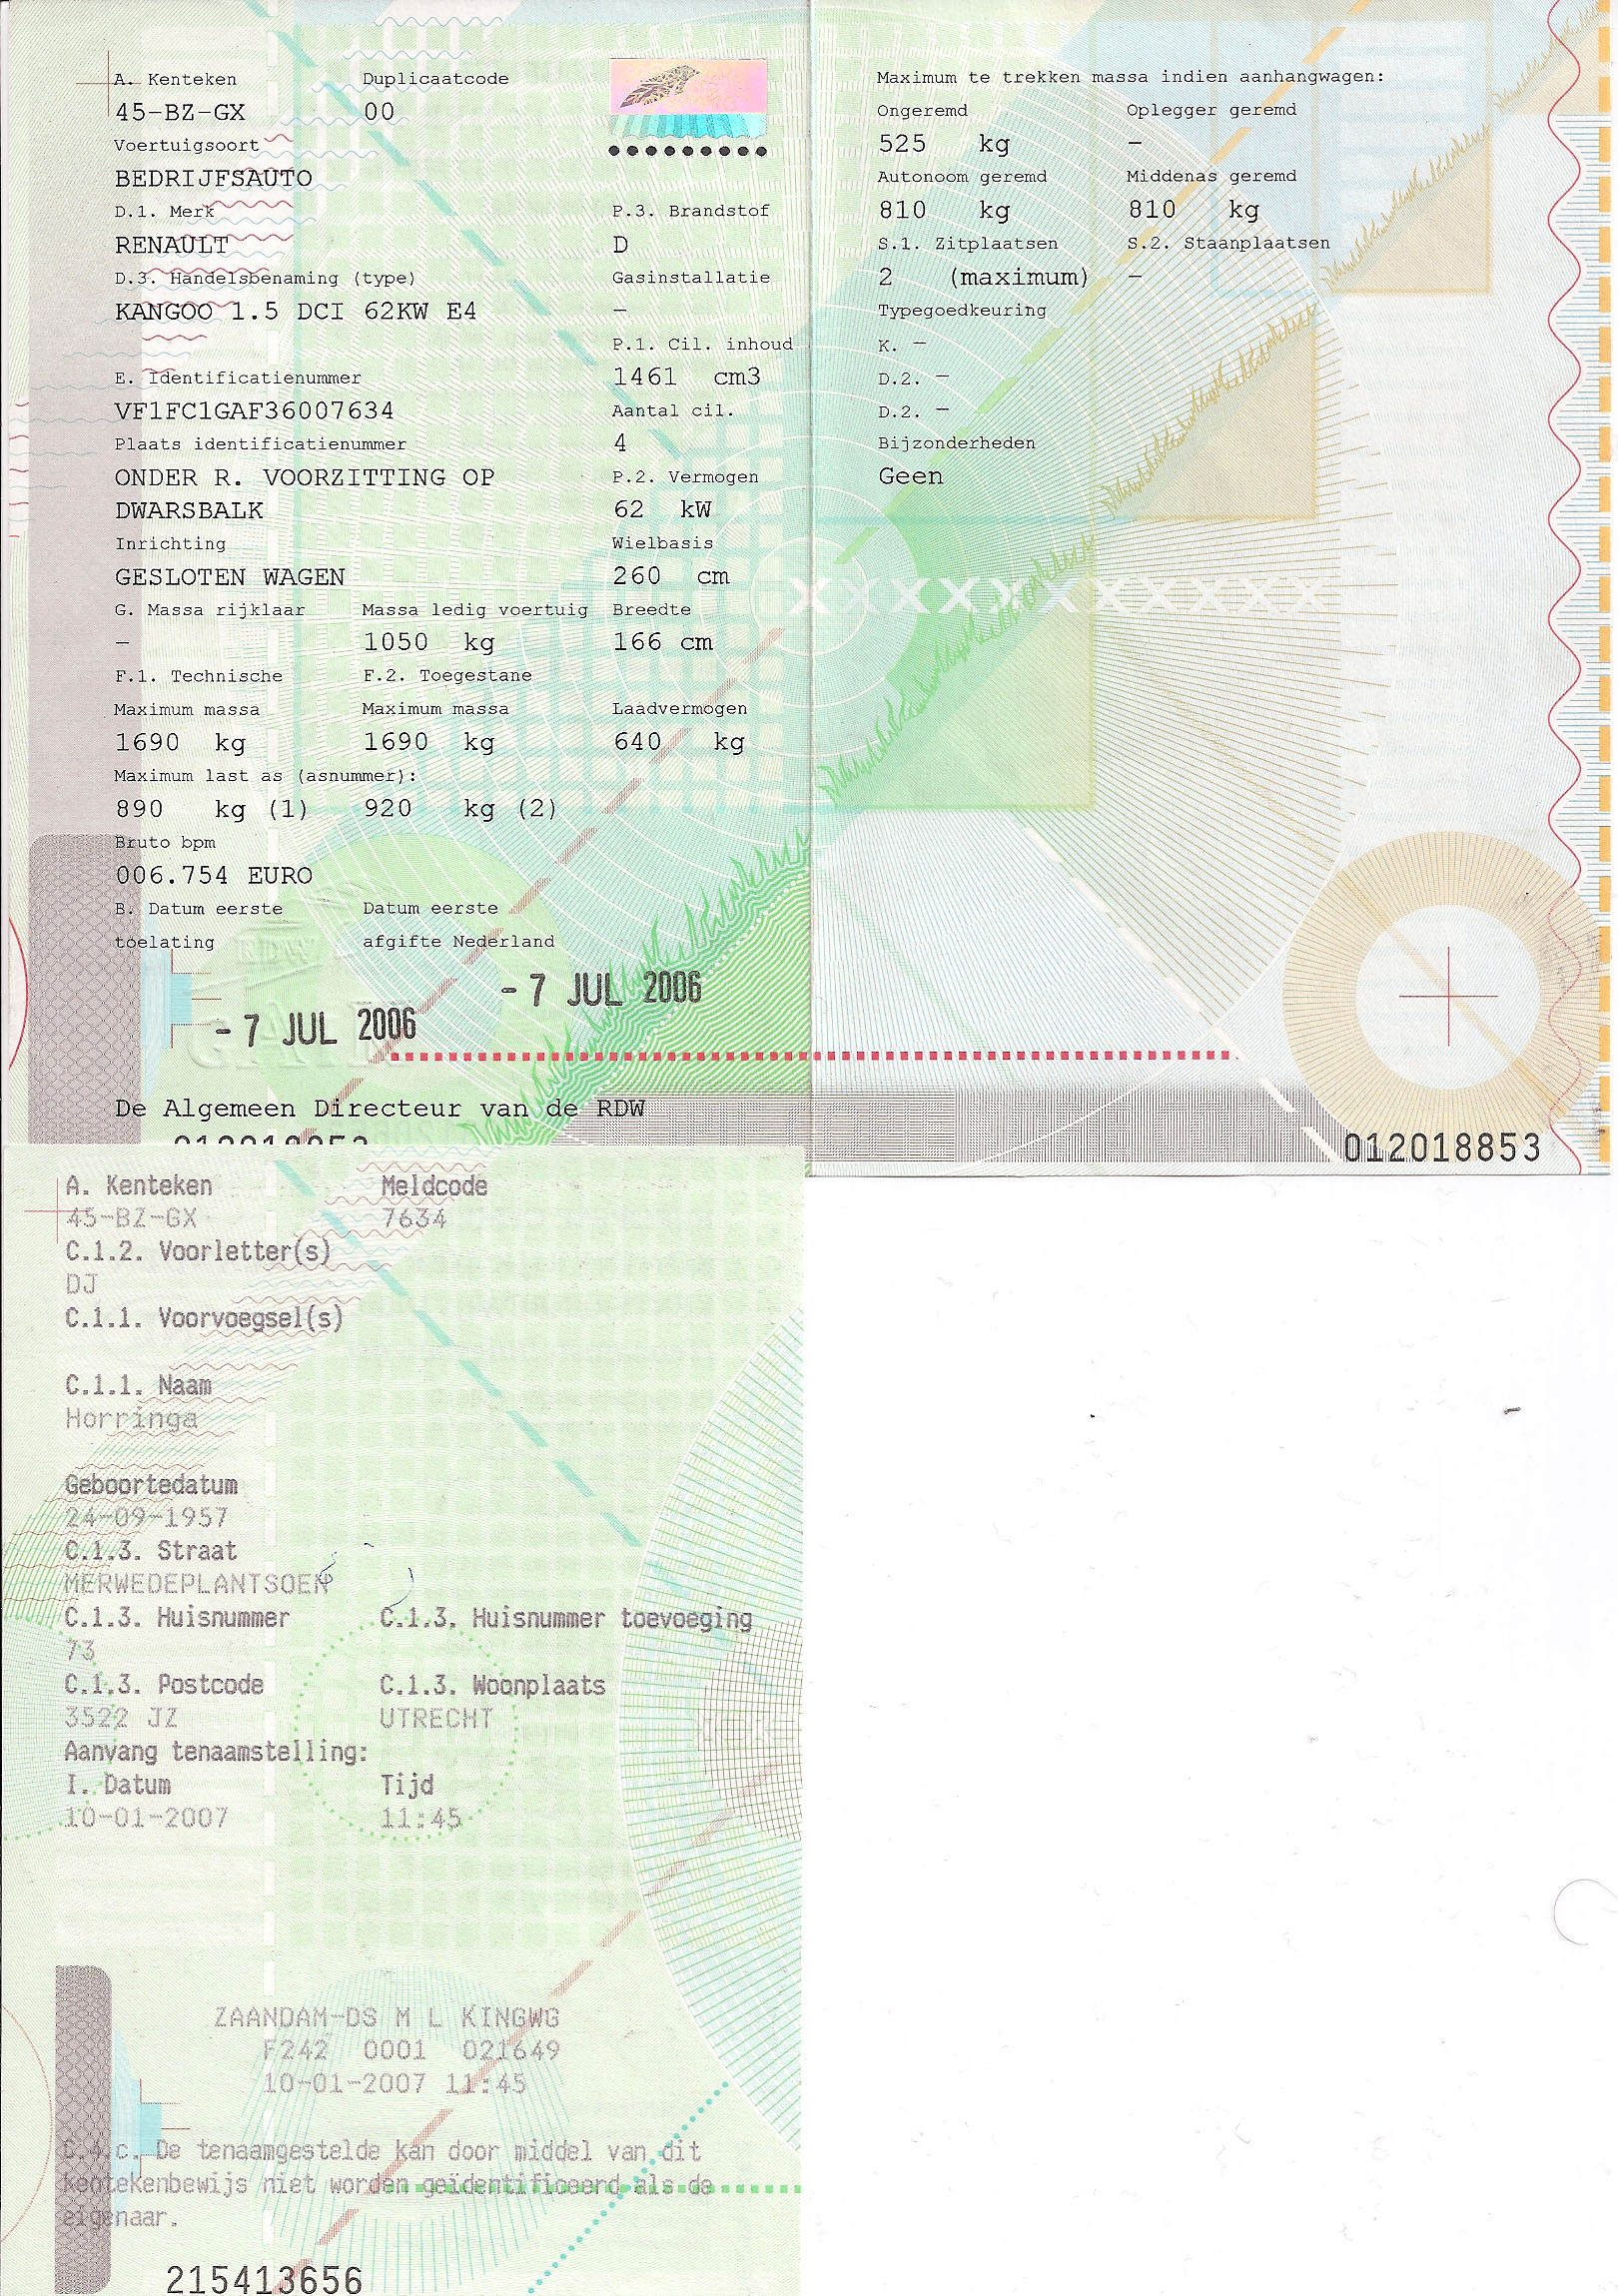 A. Kenteken Duplicaatcode
45-BZ-GX 00
Voertuigsoort
BEDRIJFSAUTO
D.1. Merk P.3. Brandstof
RENAULT D
D.3. Handelsbenaming (type) Gasinstallatie
KANGOO 1.5 DCI 62KW E4 -
P.1. Cil. inhoud
E. Identificatienummer 1461 cm3
VF1FC1GAF36007634 Aantal cil.
Plaats identificatienummer 4
ONDER R. VOORZITTING OP P.2. Vermogen
DWARSBALK 62 kW
Inrichting Wielbasis
GESLOTEN WAGEN 260 cm
G. Massa rijklaar Massa ledig voertuig Breedte
- 1050 kg 166 cm
F.1. Technische F.2. Toegestane
Maximum massa Maximum massa Laadvermogen
1690 kg 1690 kg 640 kg
Maximum last as (asnummer):
890 kg (1) 920 kg (2)
Bruto bpm
006.754 EURO
B. Datum eerste Datum eerste
toelating afgifte Nederland
-7 JUL 2006
-7 JUL 2006
De Algemeen Directeur van de RDW
012018853
Maximum te trekken massa indien aanhangwagen:
Ongeremd Oplegger geremd
525 kg -
Autonoom geremd Middenas geremd
810 kg 810 kg
S.1. Zitplaatsen S.2. Staanplaatsen
2 (maximum) -
Typegoedkeuring
K. -
D.2. -
D.2. -
Bijzonderheden
Geen
XXXXXXXXXXXXX
012018853
A. Kenteken Meldcode
45-BZ-GX 7634
C.1.2. Voorletter(s)
DJ
C.1.1. Voorvoegsel(s)
C.1.1. Naam
Horringa
Geboortedatum
24-09-1957
C.1.3. Straat
MERWEDEPLANTSOEN
C.1.3. Huisnummer C.1.3. Huisnummer toevoeging
73
C.1.3. Postcode C.1.3. Woonplaats
3522 JZ UTRECHT
Aanvang tenaamstelling:
I. Datum Tijd
10-01-2007 11:45
ZAANDAM-DS M L KINGWG
F242 0001 021649
10-01-2007 11:45
C.4.c. De tenaamgestelde kan door middel van dit
kentekenbewijs niet worden geïdentificeerd als de
eigenaar.
215413656